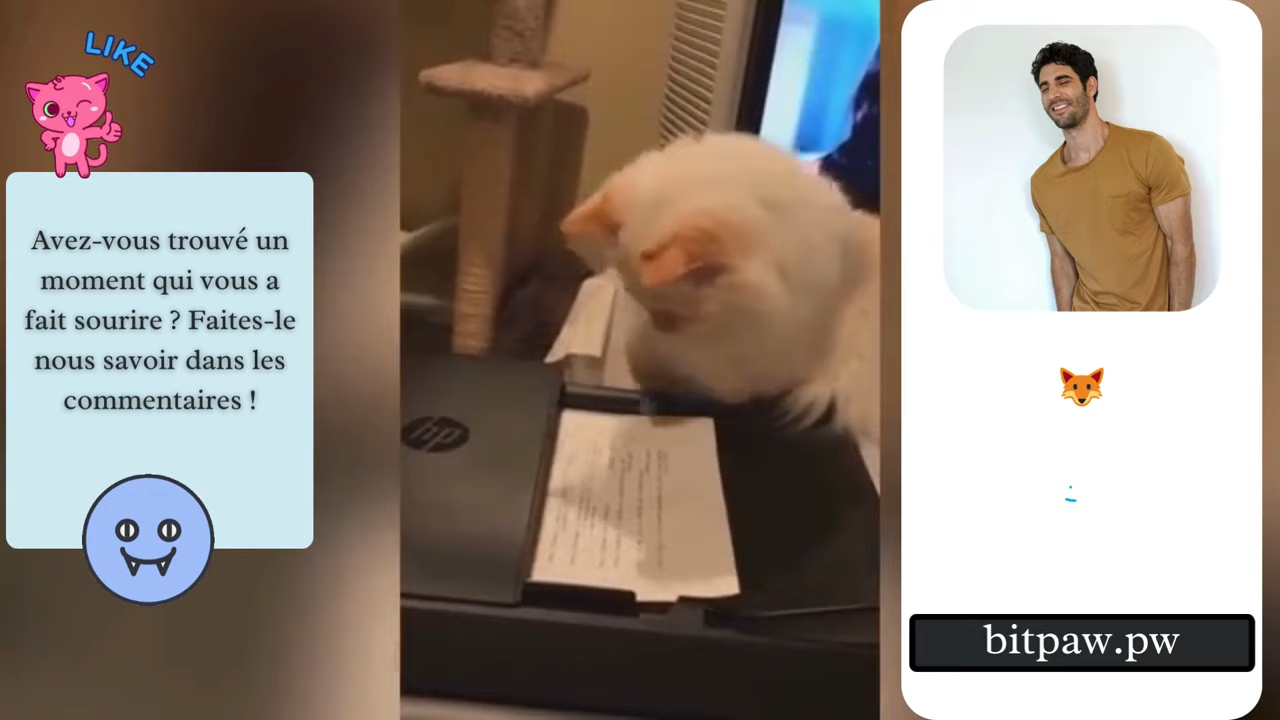 LIKE
Avez-vous trouvé un
moment qui vous a
fait sourire ? Faites-le
nous savoir dans les
commentaires !
hp
bitpaw.pw